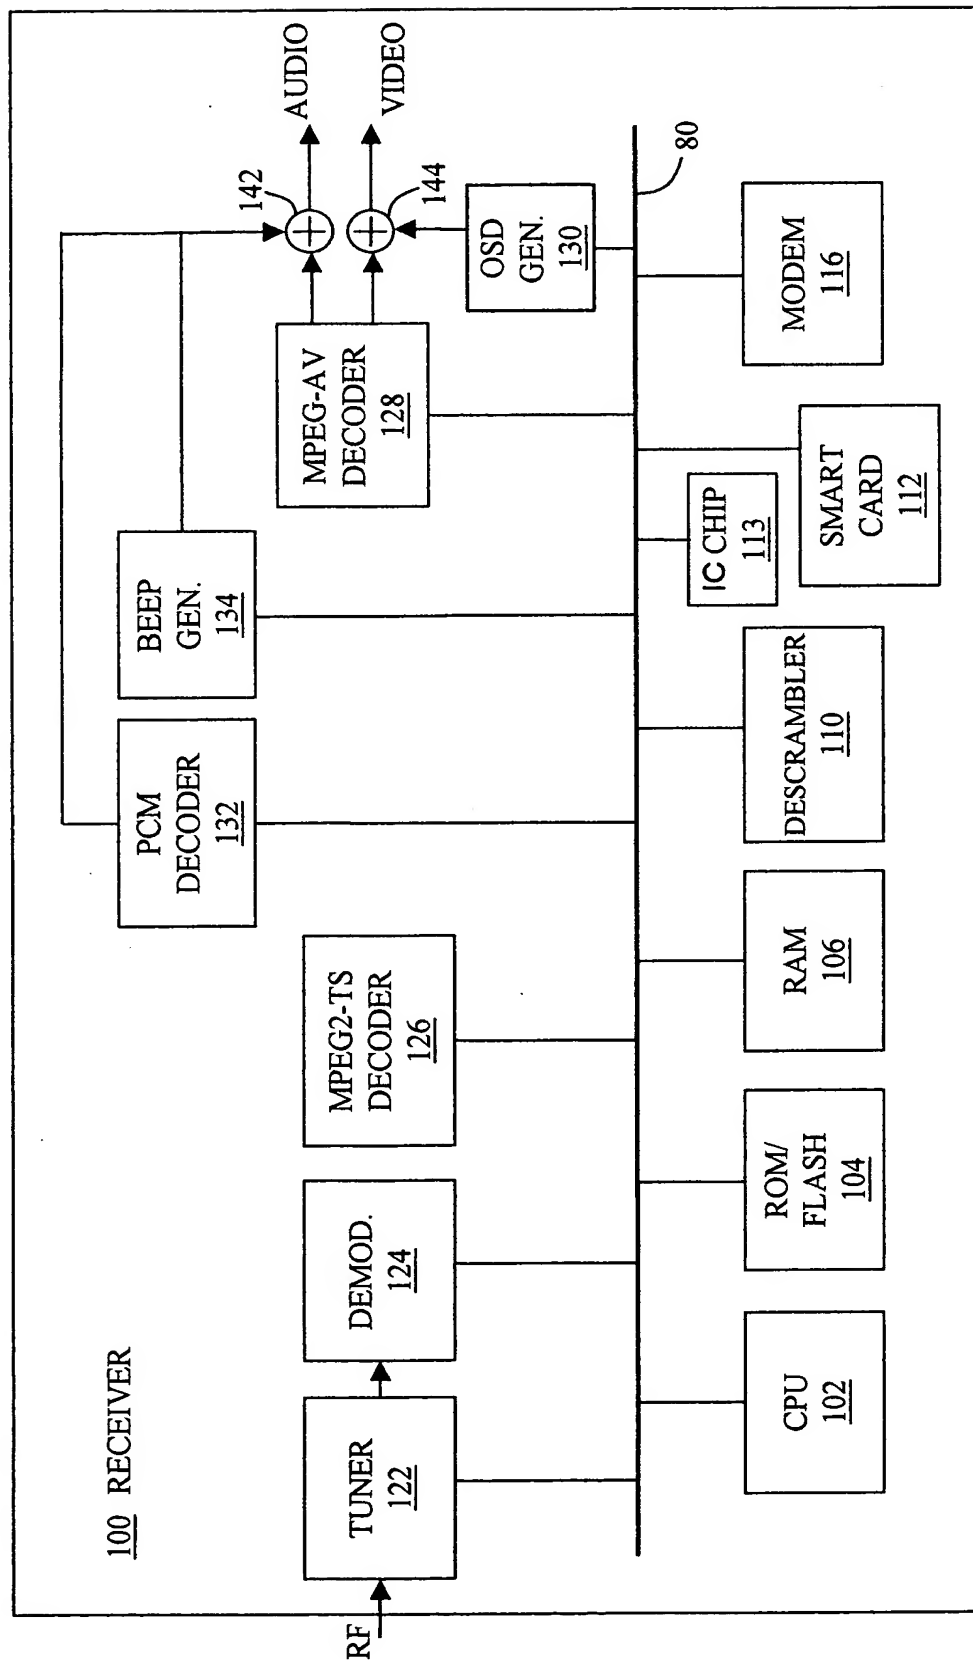 100 RECEIVER
RF
TUNER
122
DEMOD.
124
MPEG2-TS
DECODER
126
PCM
DECODER
132
BEEP
GEN.
134
MPEG-AV
DECODER
128
142
AUDIO
VIDEO
144
OSD
GEN.
130
80
CPU
102
ROM/
FLASH
104
RAM
106
DESCRAMBLER
110
IC CHIP
113
SMART
CARD
112
MODEM
116